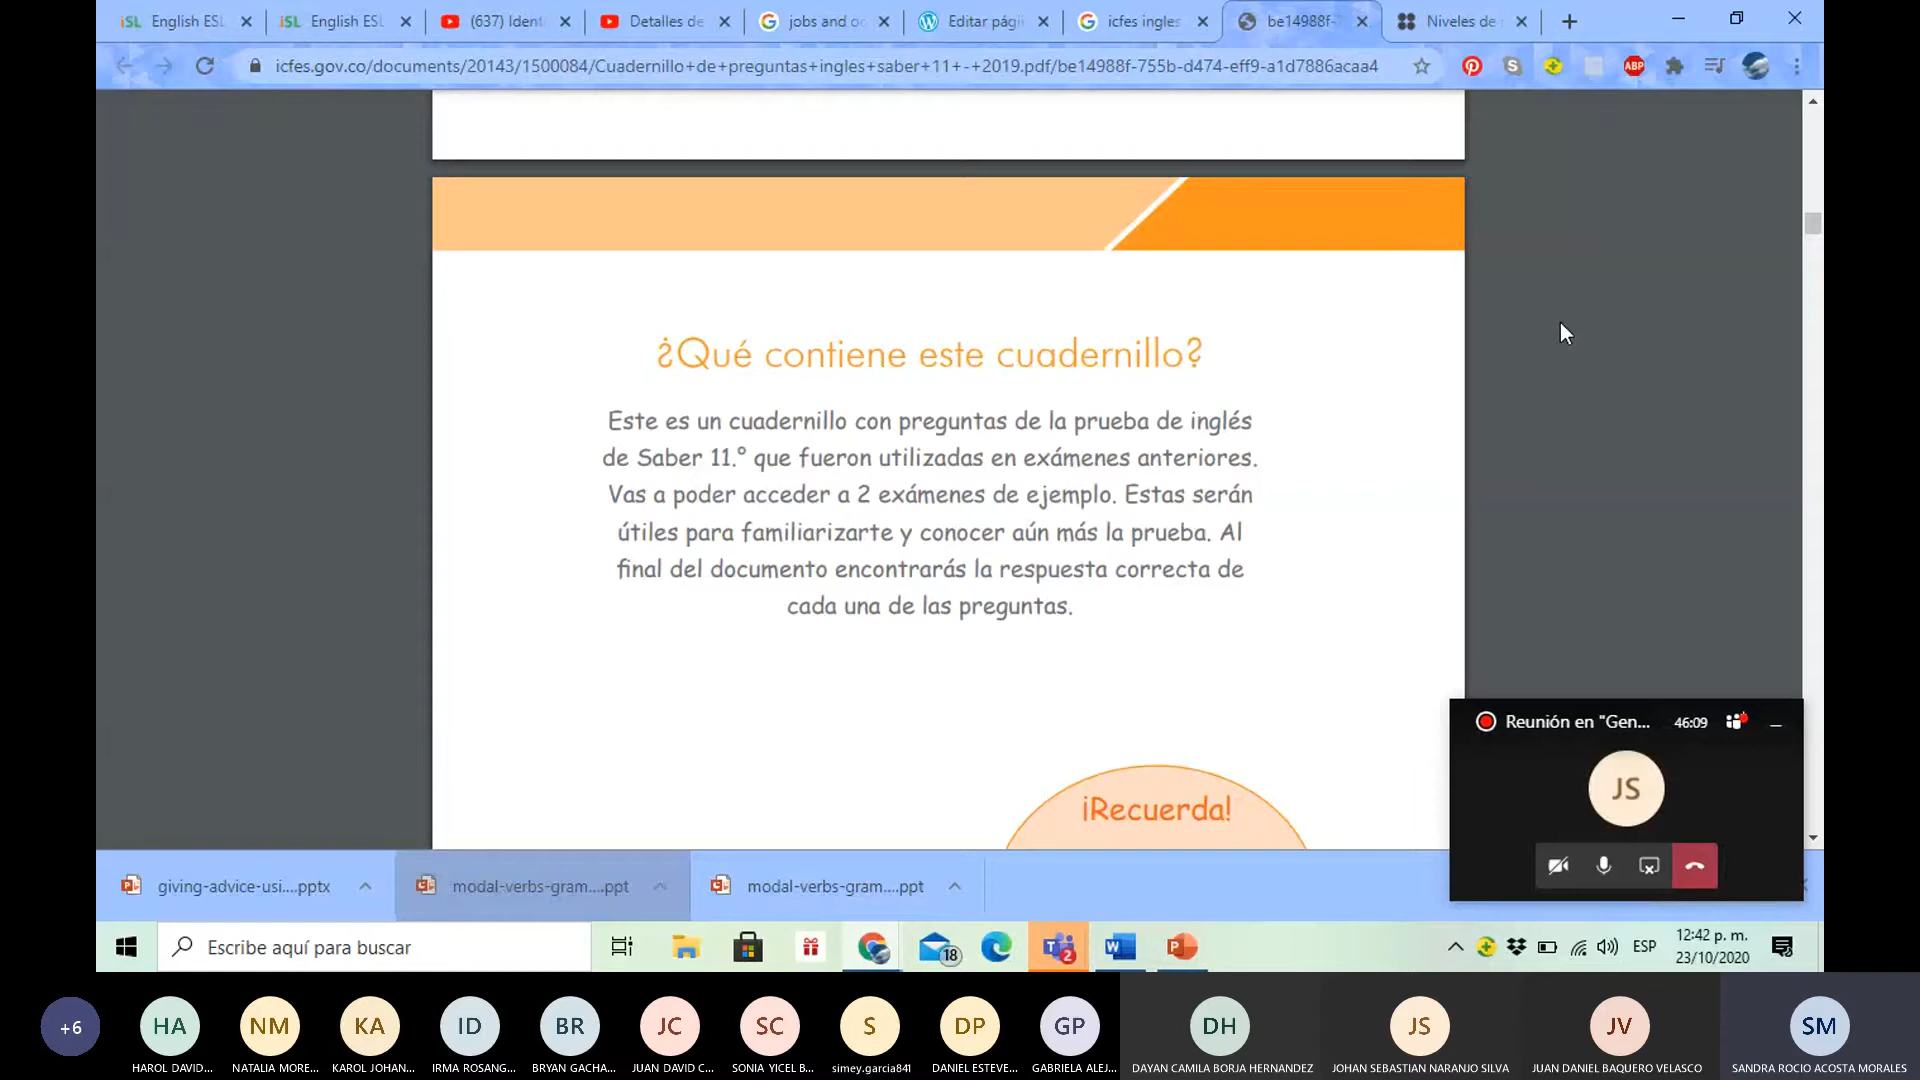 English ESL
English ESL
(637) Ident
Detalles de
jobs and oc
Editar pági
icfes ingles
be14988f-7
Niveles de
icfes.gov.co/documents/20143/1500084/Cuadernillo+de+preguntas+ingles+saber+11+-+2019.pdf/be14988f-755b-d474-eff9-a1d7886acaa4
ABP
¿Qué contiene este cuadernillo?
Este es un cuadernillo con preguntas de la prueba de inglés
de Saber 11.° que fueron utilizadas en exámenes anteriores.
Vas a poder acceder a 2 exámenes de ejemplo. Estas serán
útiles para familiarizarte y conocer aún más la prueba. Al
final del documento encontrarás la respuesta correcta de
cada una de las preguntas.
¡Recuerda!
Reunión en "Gen... 46:09
JS
giving-advice-usi....pptx
modal-verbs-gram....ppt
modal-verbs-gram....ppt
Escribe aquí para buscar
18
2
ESP
12:42 p. m.
23/10/2020
+6
HA
NM
KA
ID
BR
JC
SC
S
DP
GP
DH
JS
JV
SM
HAROL DAVID...
NATALIA MORE...
KAROL JOHAN...
IRMA ROSANG...
BRYAN GACHA...
JUAN DAVID C...
SONIA YICEL B...
simey.garcia841
DANIEL ESTEVE...
GABRIELA ALEJ...
DAYAN CAMILA BORJA HERNANDEZ
JOHAN SEBASTIAN NARANJO SILVA
JUAN DANIEL BAQUERO VELASCO
SANDRA ROCIO ACOSTA MORALES